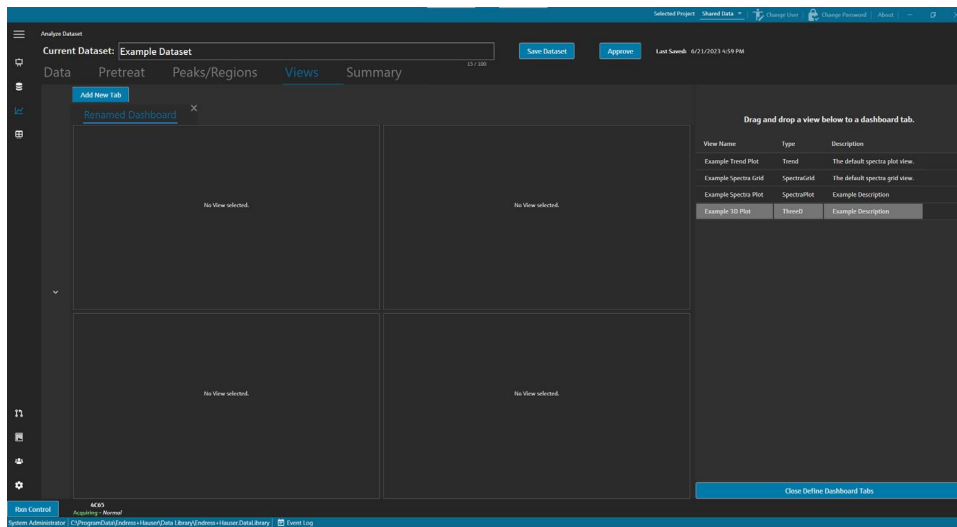 Selected Project Shared Data Change User Change Password About
Analyze Dataset
Current Dataset: Example Dataset Save Dataset Approve Last Saved: 6/21/2023 4:59 PM
15 / 100
Data Pretreat Peaks/Regions Views Summary
Add New Tab
Renamed Dashboard
Drag and drop a view below to a dashboard tab.
View Name Type Description
Example Trend Plot Trend The default spectra plot view.
Example Spectra Grid SpectraGrid The default spectra grid view.
Example Spectra Plot SpectraPlot Example Description
Example 3D Plot ThreeD Example Description
No View selected. No View selected.
No View selected. No View selected.
Close Define Dashboard Tabs
Run Control
4C65
Acquiring - Normal
System Administrator C:\ProgramData\Endress+Hauser\Data Library\Endress+Hauser.DataLibrary Event Log